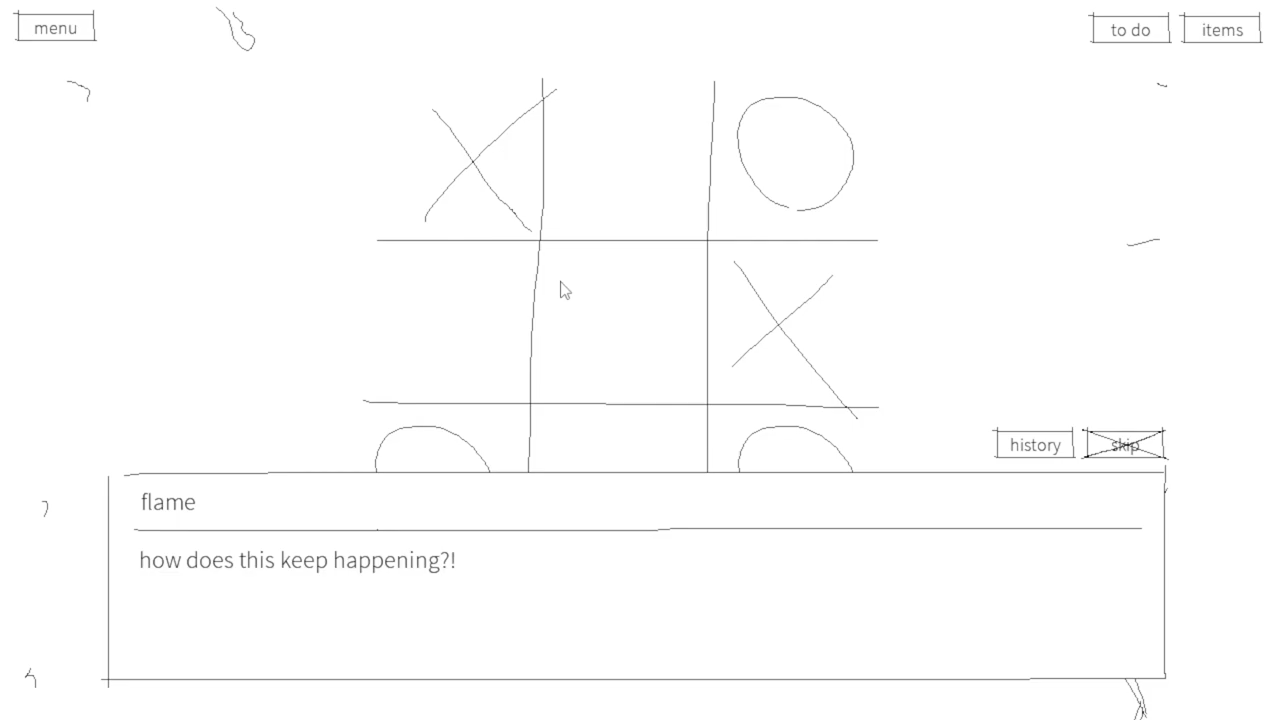 menu
to do
items
history
skip
flame
how does this keep happening?!